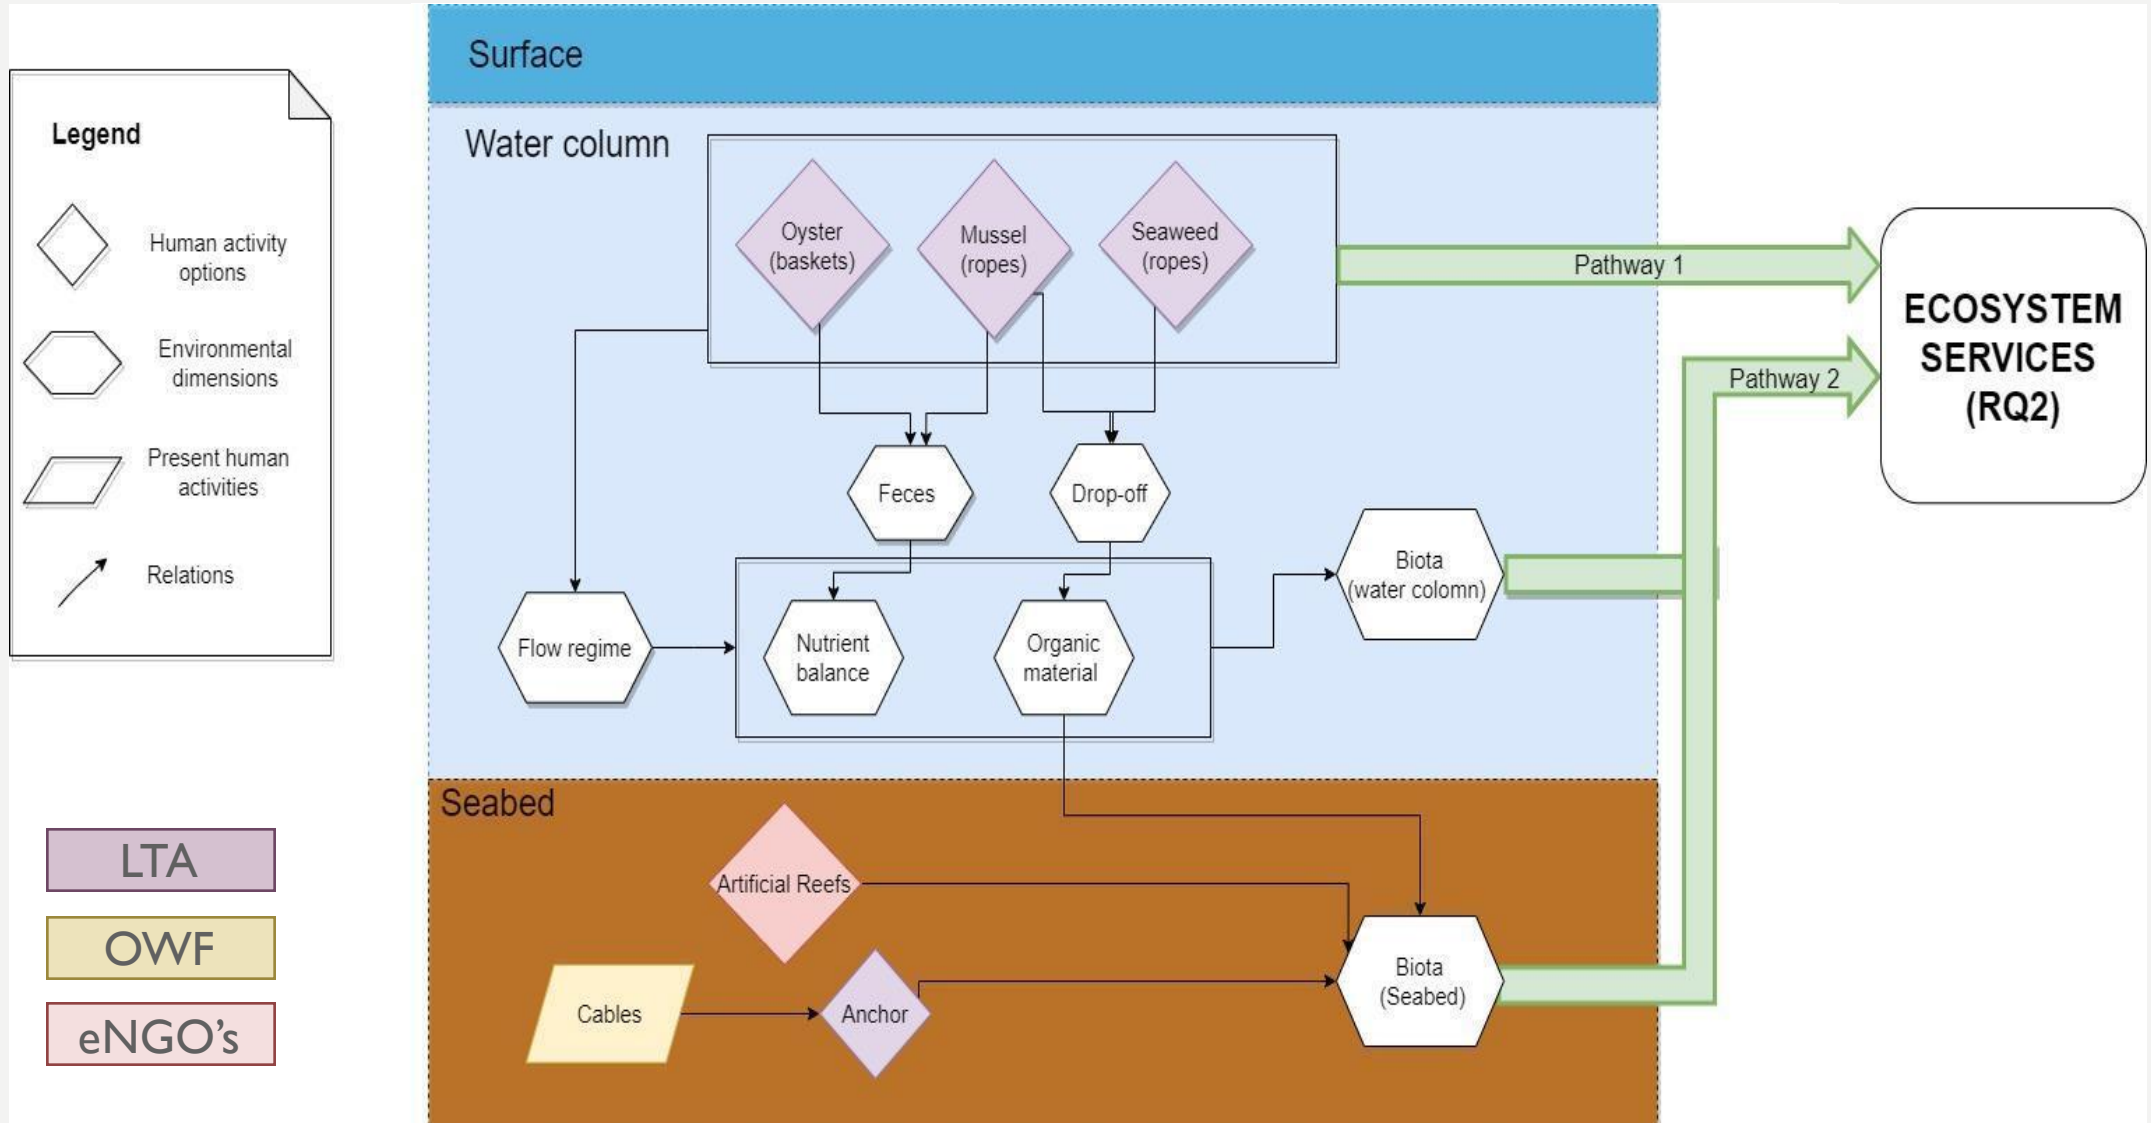 Legend
Human activity
options
Environmental
dimensions
Present human
activities
Relations
LTA
OWF
eNGO’s
Surface
Water column
Oyster
(baskets)
Mussel
(ropes)
Seaweed
(ropes)
Feces
Drop-off
Flow regime
Nutrient
balance
Organic
material
Biota
(water colomn)
Seabed
Artificial Reefs
Cables
Anchor
Biota
(Seabed)
Pathway 1
Pathway 2
ECOSYSTEM
SERVICES
(RQ2)